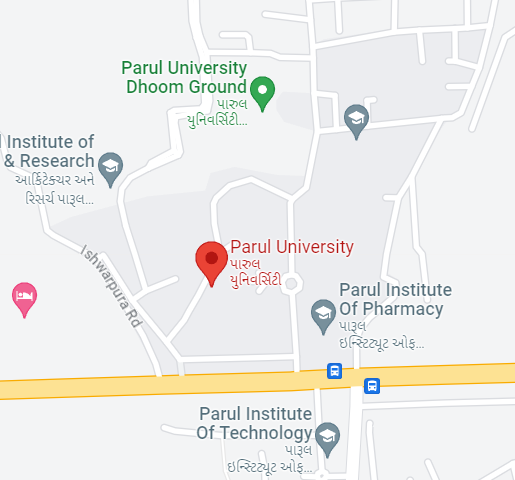 Parul University
Dhoom Ground
પારુલ
યુનિવર્સિટી...
l Institute of
& Research
આર્કિટેક્ચર અને
રિસર્ચ પારૂલ...
Ishwarpura Rd
Parul University
પારુલ
યુનિવર્સિટી
Parul Institute
Of Pharmacy
પારૂલ
ઇન્સ્ટિટ્યૂટ ઓફ...
Parul Institute
Of Technology
પારૂલ
ઇન્સ્ટિટ્યૂટ ઓફ...